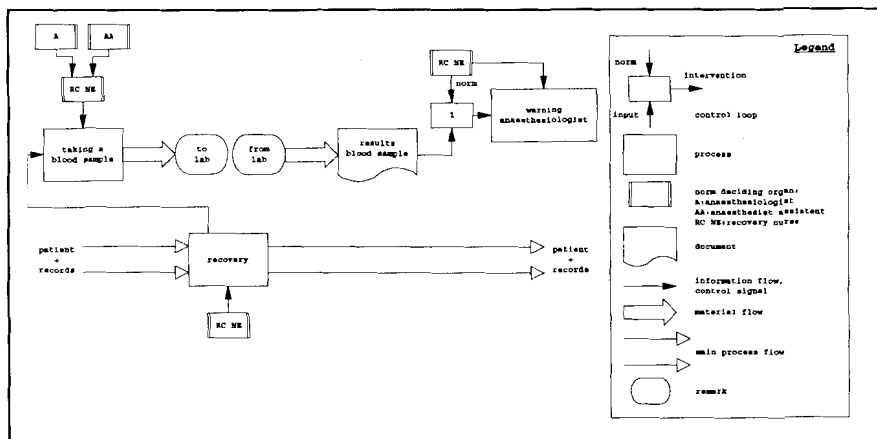 A
AA
RC NE
taking a
blood sample
to
lab
from
lab
results
blood sample
RC NE
norm
1
warning
anaesthesiologist
patient
+
records
recovery
RC NE
patient
+
records
Legend
norm
intervention
input
control loop
process
norm deciding organ;
A:anaesthesiologist
AA:anaesthesist assistent
RC NE:recovery nurse
document
information flow,
control signal
material flow
main process flow
remark